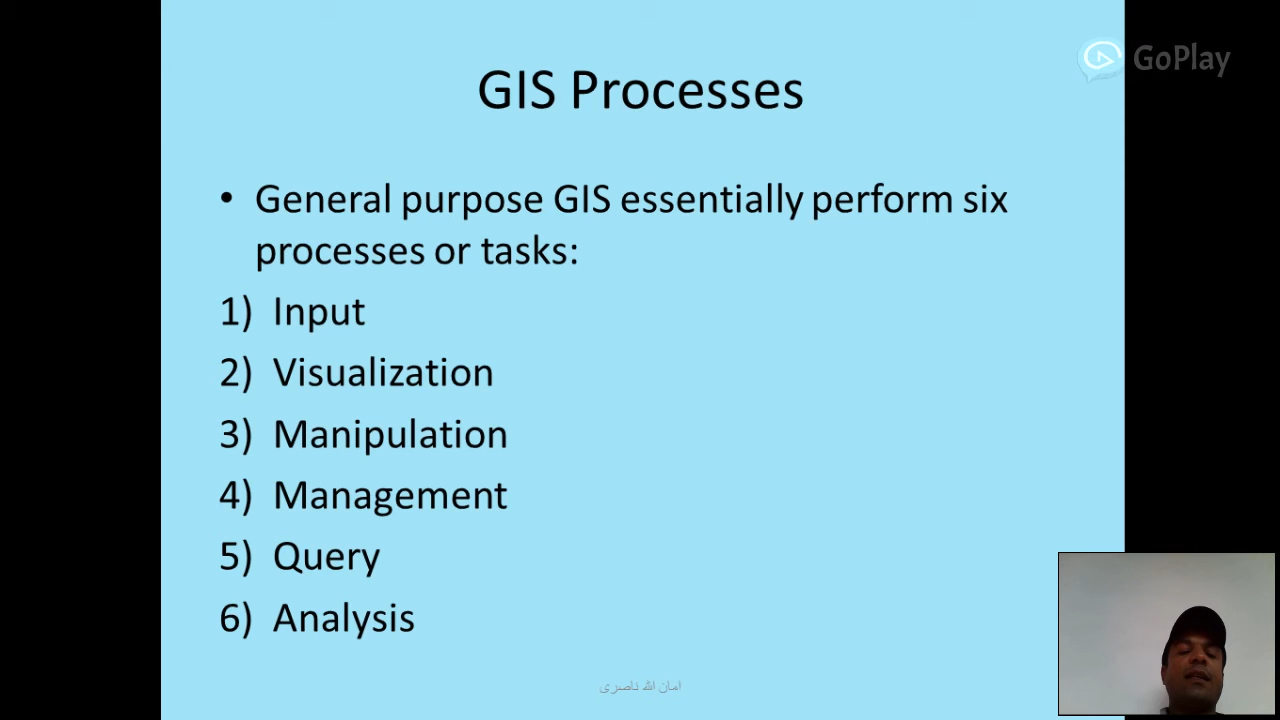 GoPlay
GIS Processes
• General purpose GIS essentially perform six
processes or tasks:
1) Input
2) Visualization
3) Manipulation
4) Management
5) Query
6) Analysis
امان الله ناصری